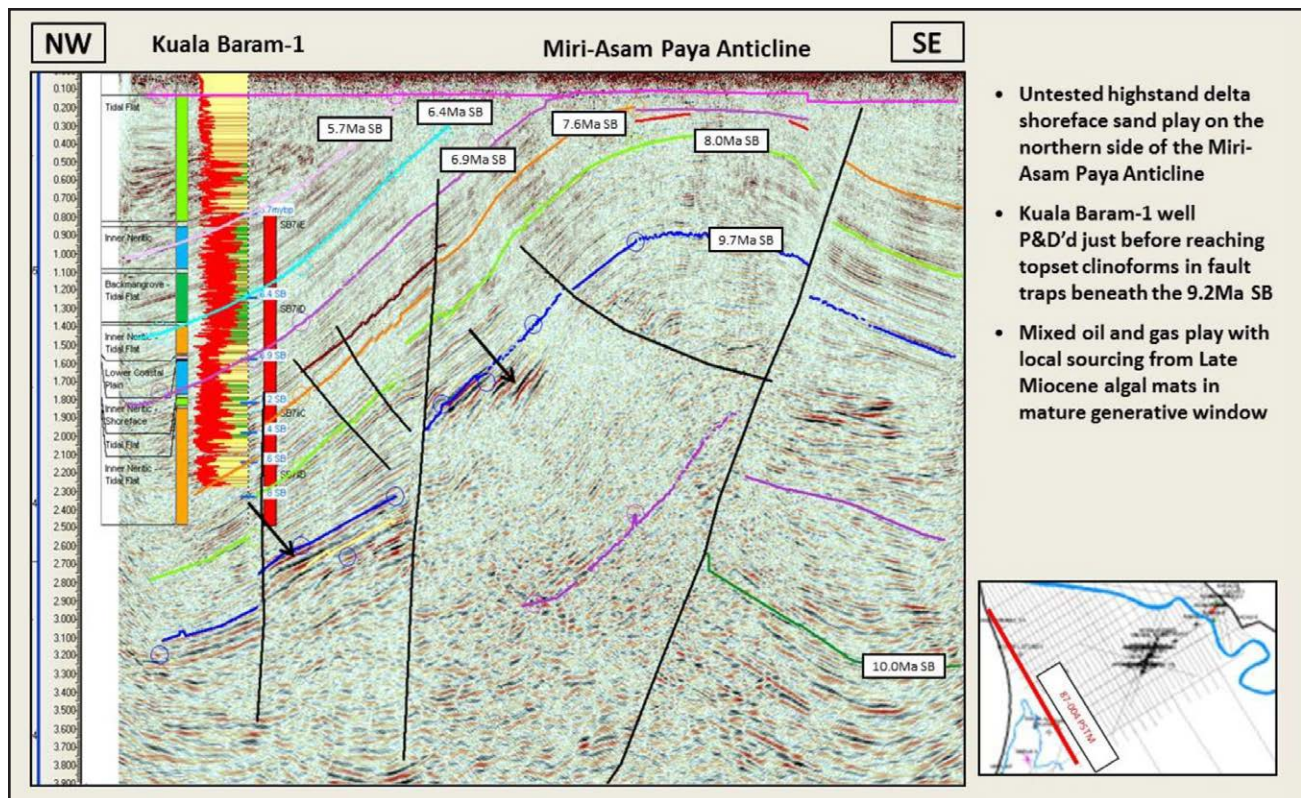 NW
Kuala Baram-1
Miri-Asam Paya Anticline
SE
0.100
0.200
0.300
0.400
0.500
0.600
0.700
0.800
0.900
1.000
1.100
1.200
1.300
1.400
1.500
1.600
1.700
1.800
1.900
2.000
2.100
2.200
2.300
2.400
2.500
2.600
2.700
2.800
2.900
3.000
3.100
3.200
3.300
3.400
3.500
3.600
3.700
3.800
3.900
Tidal Flat
Inner Neritic
Backmangrove -
Tidal Flat
Inner Neritic
Tidal Flat
Lower Coastal
Plain
Inner Neritic
Shoreface
Tidal Flat
Inner Neritic
Tidal Flat
5.7Ma SB
6.4Ma SB
6.9Ma SB
7.6Ma SB
8.0Ma SB
9.7Ma SB
10.0Ma SB
• Untested highstand delta
shoreface sand play on the
northern side of the Miri-
Asam Paya Anticline
• Kuala Baram-1 well
P&D’d just before reaching
topset clinoforms in fault
traps beneath the 9.2Ma SB
• Mixed oil and gas play with
local sourcing from Late
Miocene algal mats in
mature generative window
87-004 PSTM